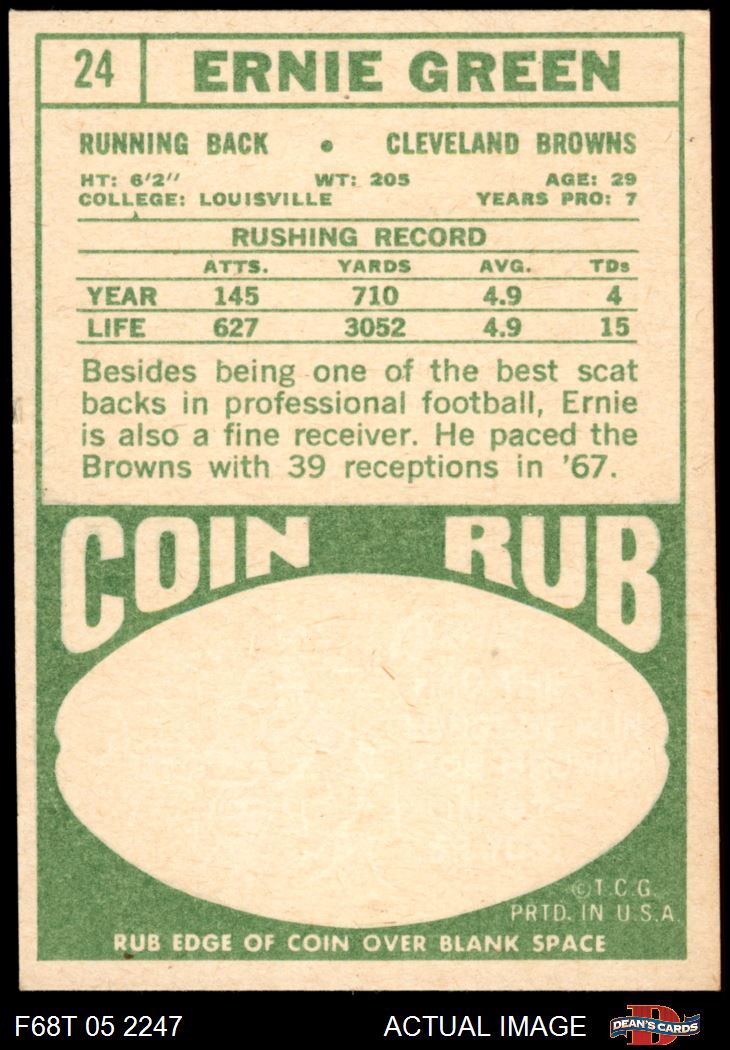 24 ERNIE GREEN
RUNNING BACK • CLEVELAND BROWNS
HT: 6'2" WT: 205 AGE: 29
COLLEGE: LOUISVILLE YEARS PRO: 7
RUSHING RECORD
ATTS. YARDS AVG. TDs
YEAR 145 710 4.9 4
LIFE 627 3052 4.9 15
Besides being one of the best scat
backs in professional football, Ernie
is also a fine receiver. He paced the
Browns with 39 receptions in '67.
COIN RUB
©T.C.G.
PRTD. IN U.S.A.
RUB EDGE OF COIN OVER BLANK SPACE
F68T 05 2247 ACTUAL IMAGE DEAN'S CARDS